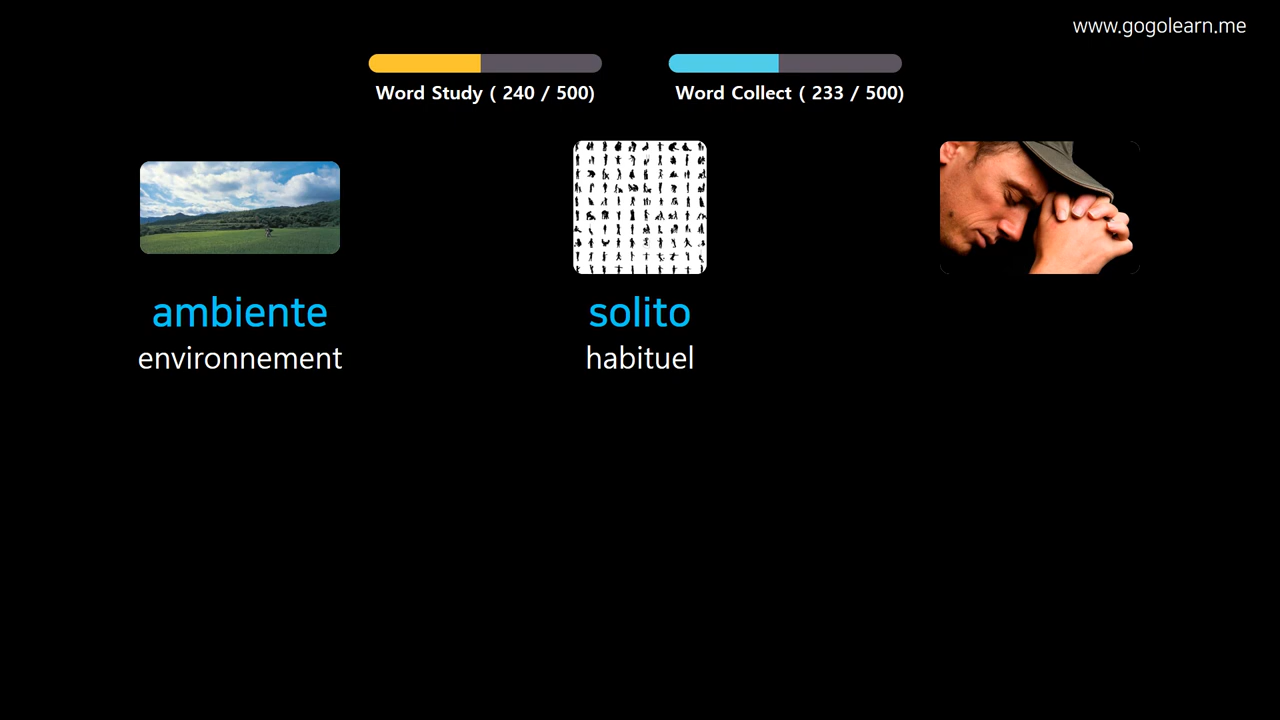 www.gogolearn.me
Word Study ( 240 / 500)
Word Collect ( 233 / 500)
ambiente
solito
environnement
habituel